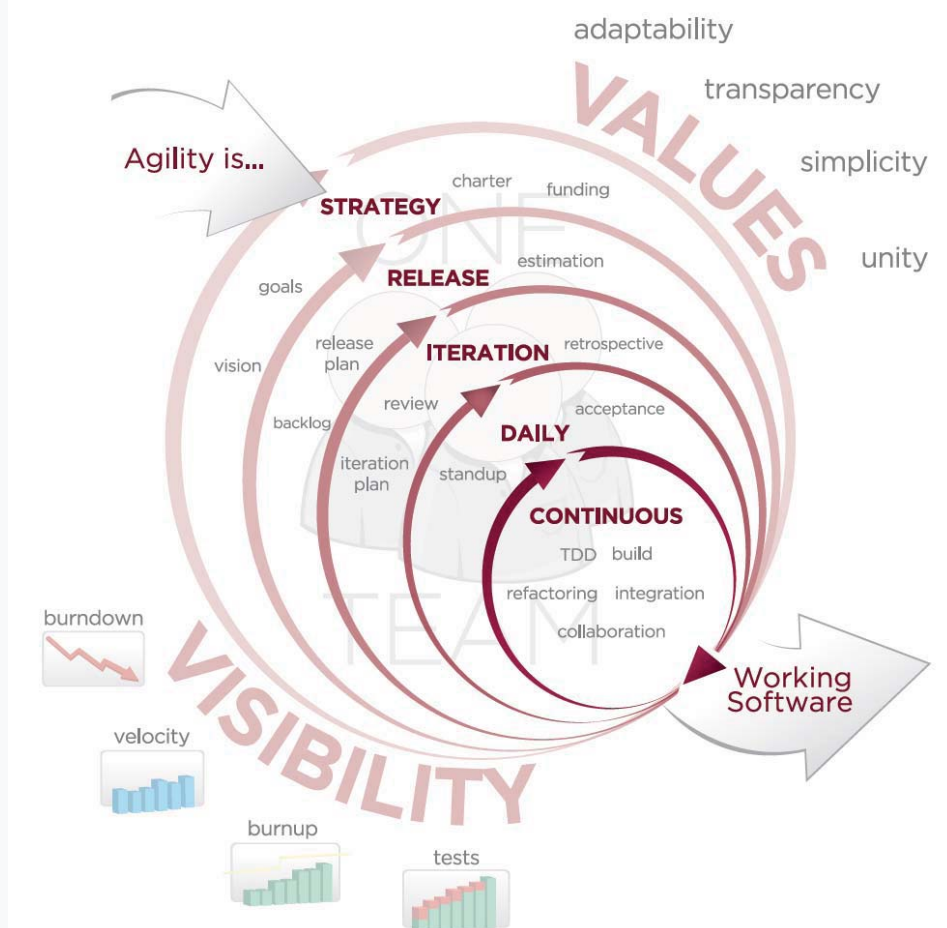 adaptability
VALUES
transparency
Agility is...
simplicity
charter
funding
STRATEGY
ONE
unity
estimation
goals
RELEASE
release
plan
retrospective
ITERATION
vision
review
acceptance
backlog
DAILY
iteration
plan
standup
CONTINUOUS
TDD build
refactoring integration
collaboration
TEAM
burndown
VISIBILITY
Working
Software
velocity
burnup
tests